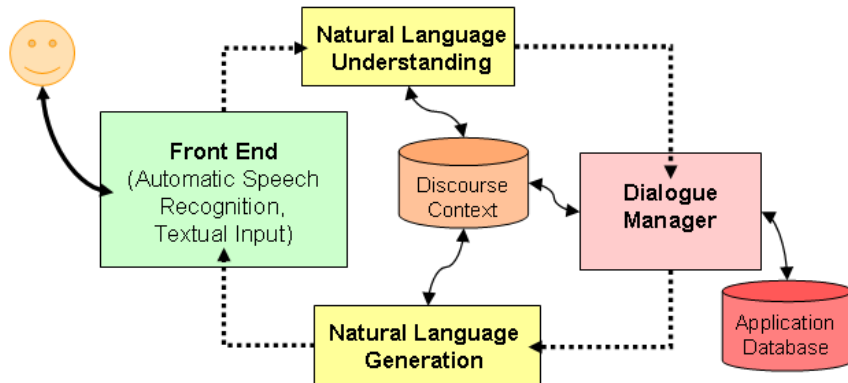 Natural Language
Understanding
Front End
(Automatic Speech
Recognition,
Textual Input)
Discourse
Context
Dialogue
Manager
Natural Language
Generation
Application
Database